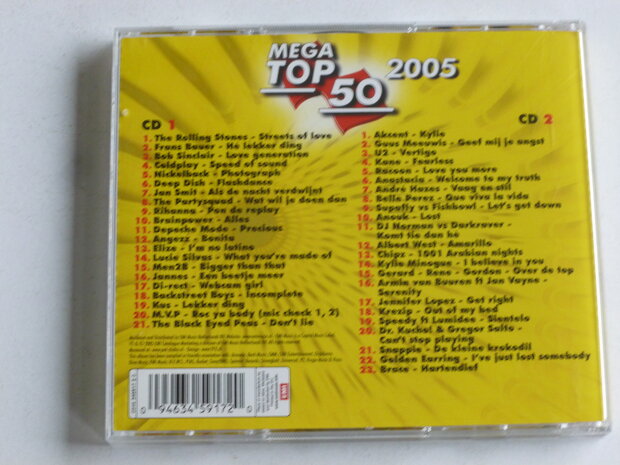 MEGA
TOP
50
2005
CD 1
1. The Rolling Stones - Streets of love
2. Frans Bauer - He lekker ding
3. Bob Sinclar - Love generation
4. Coldplay - Speed of sound
5. Nickelback - Photograph
6. Deep Dish - Flashdance
7. Jan Smit - Als de nacht verdwijnt
8. The Partysquad - Wat wil je doen dan
9. Rihanna - Pon de replay
10. Brainpower - Alles
11. Depeche Mode - Precious
12. Angezz - Bonita
13. Elize - I'm no latino
14. Lucie Silvas - What you're made of
15. Men2B - Bigger than that
16. Jannes - Een beetje meer
17. Di-rect - Webcam girl
18. Backstreet Boys - Incomplete
19. Kus - Lekker ding
20. M.V.P - Roc ya body (mic check 1, 2)
21. The Black Eyed Peas - Don't lie
CD 2
1. Aksent - Kylie
2. Guus Meeuwis - Geef mij je angst
3. U2 - Vertigo
4. Kane - Fearless
5. Racoon - Love you more
6. Anastacia - Welcome to my truth
7. André Hazes - Vaag en stil
8. Belle Perez - Que viva la vida
9. Supafly vs Fishbowl - Let's get down
10. Anouk - Lost
11. DJ Norman vs Darkraver -
Komt tie dan hé
12. Albert West - Amarillo
13. Chipz - 1001 Arabian nights
14. Kylie Minogue - I believe in you
15. Gerard - Rene - Gordon - Over de top
16. Armin van Buuren ft Jan Vayne -
Serenity
17. Jennifer Lopez - Get right
18. Krezip - Out of my bed
19. Speedy ft Lumidee - Sientelo
20. Dr. Kuchol & Gregor Salto -
Can't stop playing
21. Snappie - De kleine krokodil
22. Golden Earring - I've just lost somebody
23. Brace - Hartendief
EMI
0 94634 59172